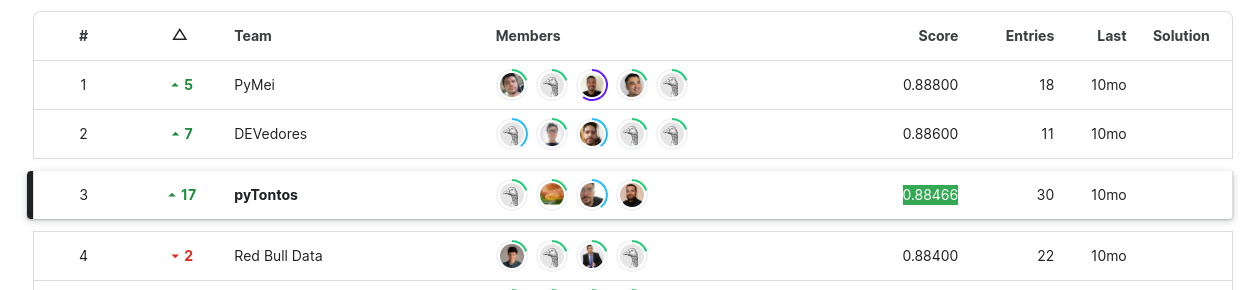 # △ Team Members Score Entries Last Solution
1 5 PyMei 0.88800 18 10mo
2 7 DEVedores 0.88600 11 10mo
3 17 pyTontos 0.88466 30 10mo
4 2 Red Bull Data 0.88400 22 10mo